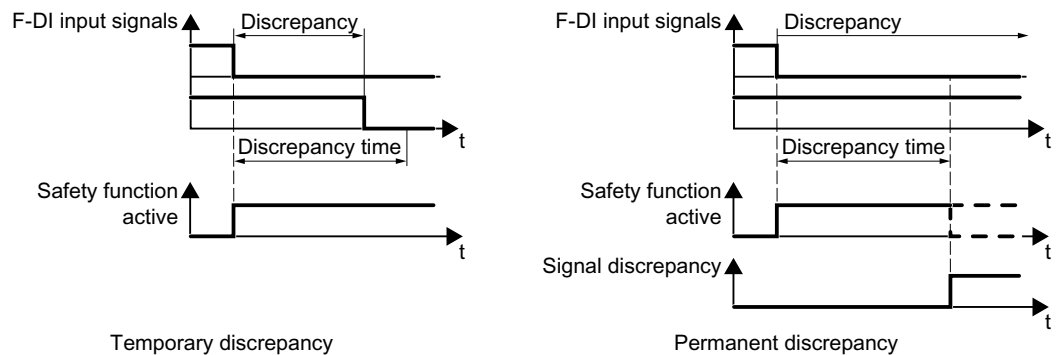 F-DI input signals
Discrepancy
t
Discrepancy time
Safety function
active
t
Temporary discrepancy
F-DI input signals
Discrepancy
t
Discrepancy time
Safety function
active
t
Signal discrepancy
t
Permanent discrepancy